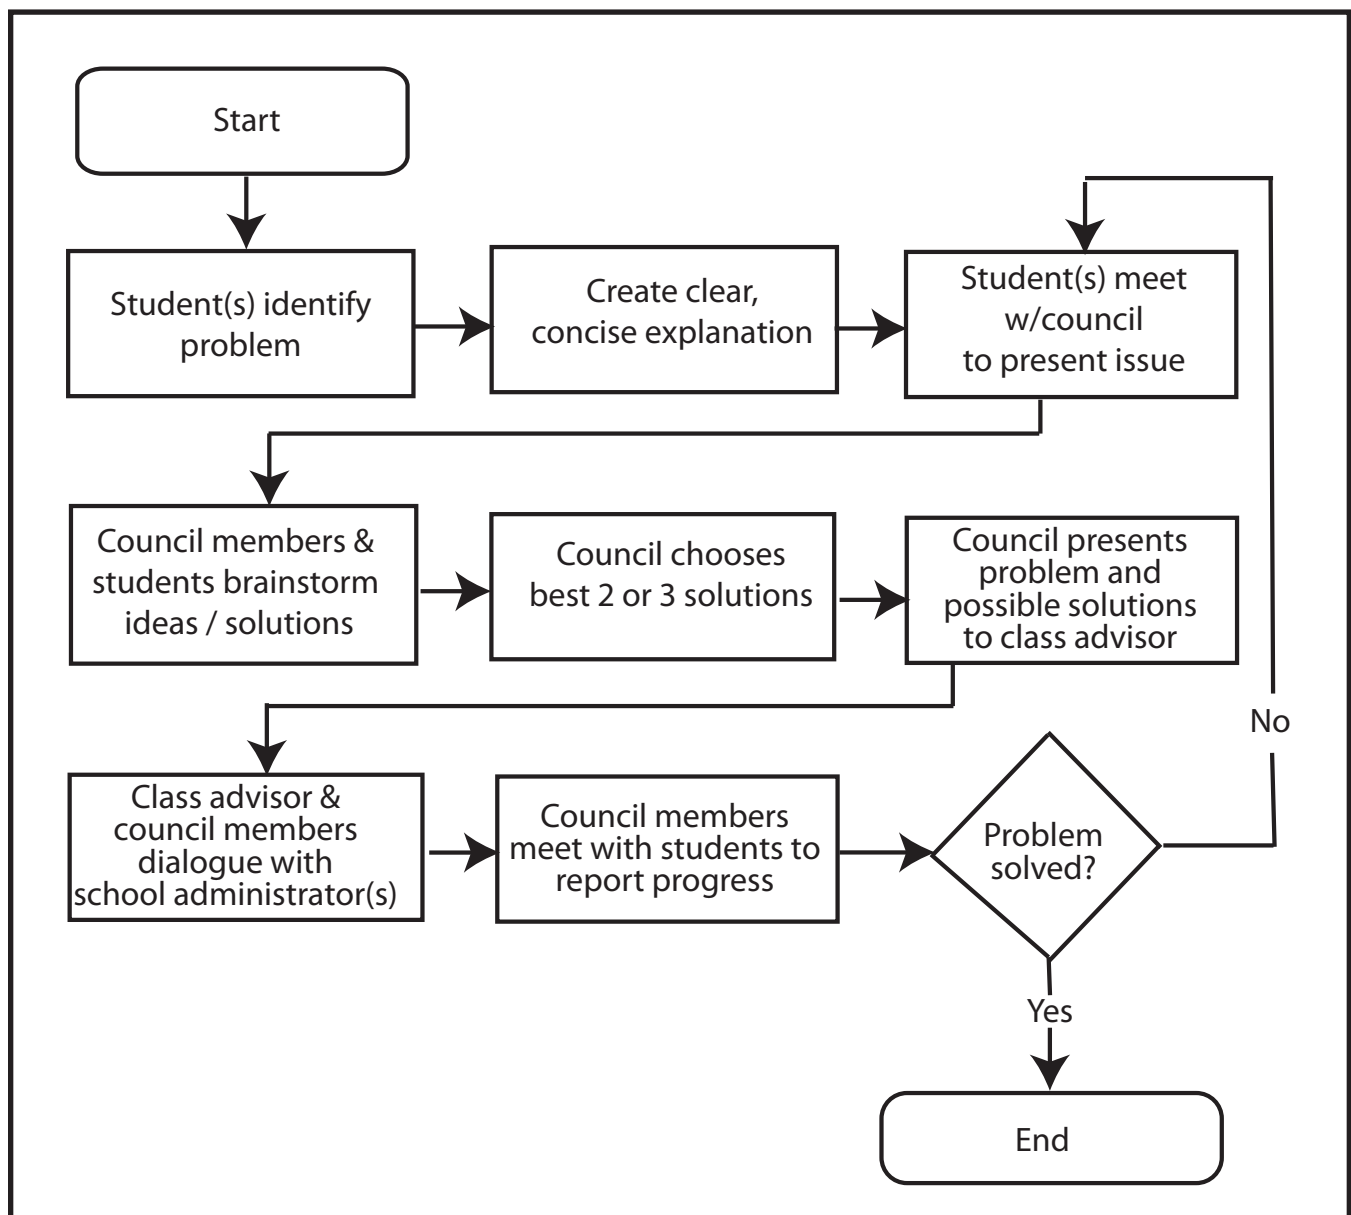 Start
Student(s) identify
problem
Create clear,
concise explanation
Student(s) meet
w/council
to present issue
Council members &
students brainstorm
ideas / solutions
Council chooses
best 2 or 3 solutions
Council presents
problem and
possible solutions
to class advisor
Class advisor &
council members
dialogue with
school administrator(s)
Council members
meet with students to
report progress
Problem
solved?
No
Yes
End